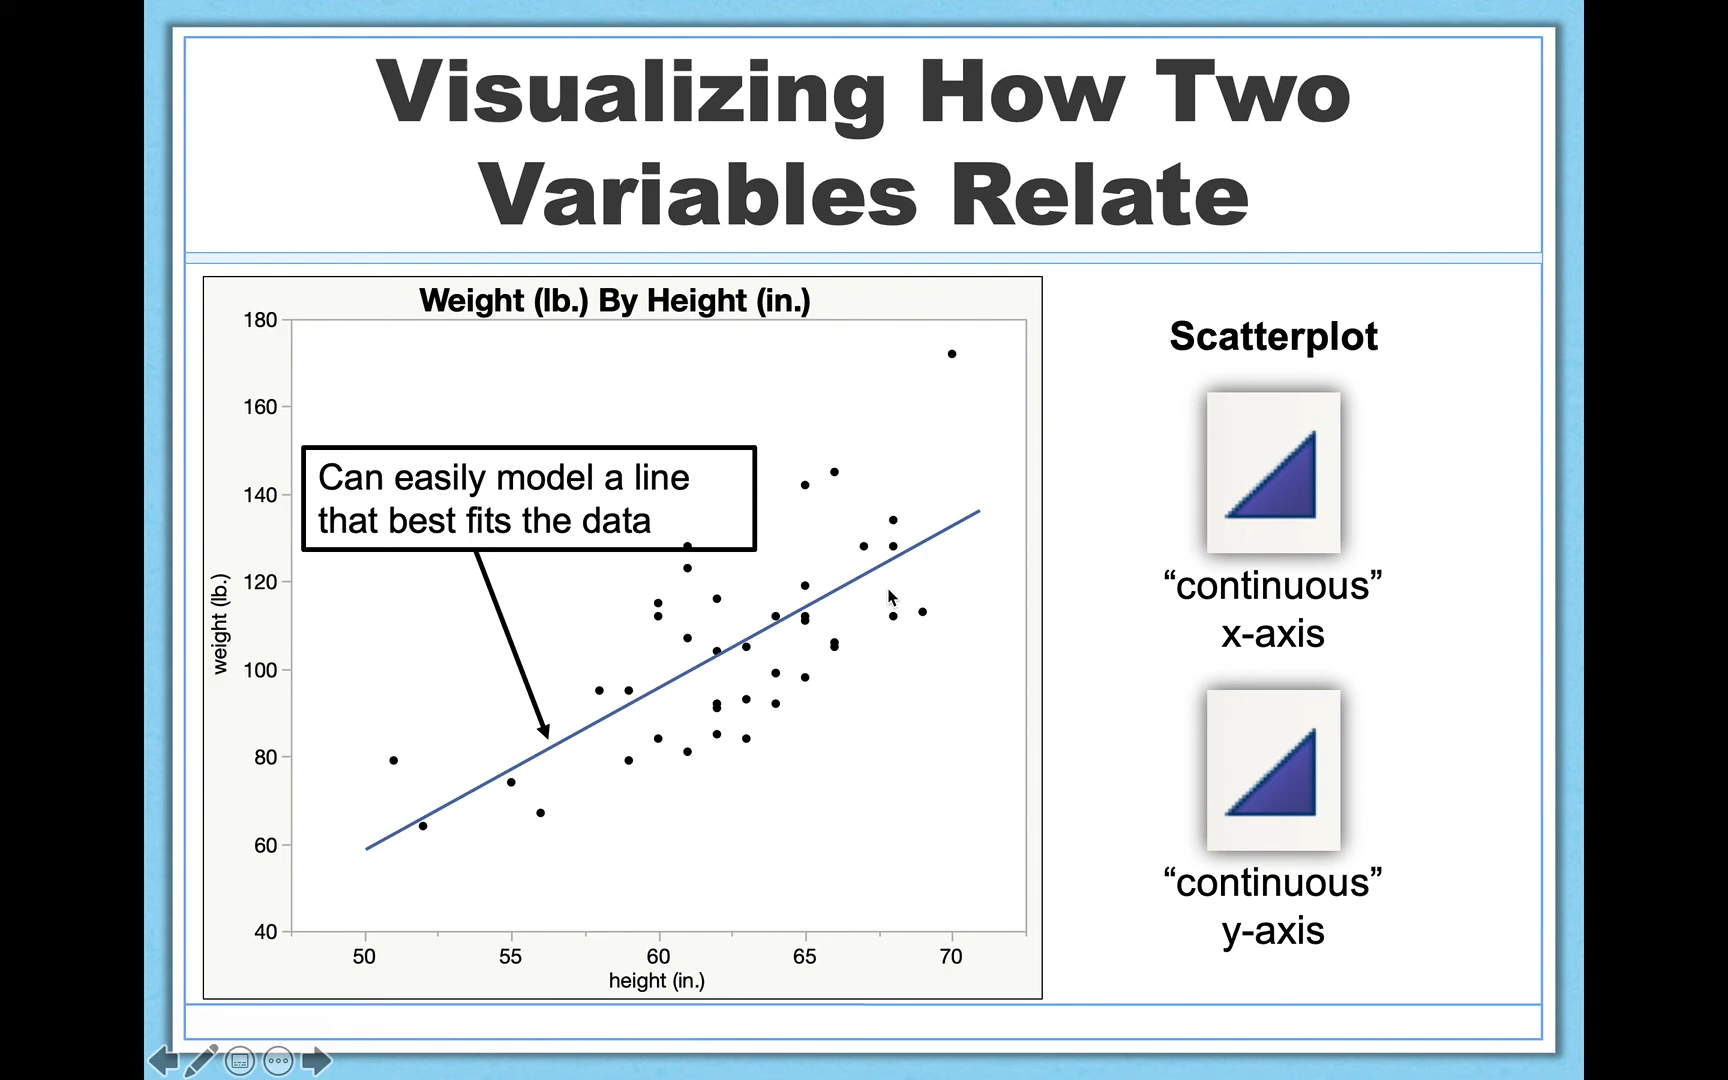 Visualizing How Two
Variables Relate
Weight (lb.) By Height (in.)
180
160
140
120
100
80
60
40
weight (lb.)
Can easily model a line
that best fits the data
50 55 60 65 70
height (in.)
Scatterplot
“continuous”
x-axis
“continuous”
y-axis